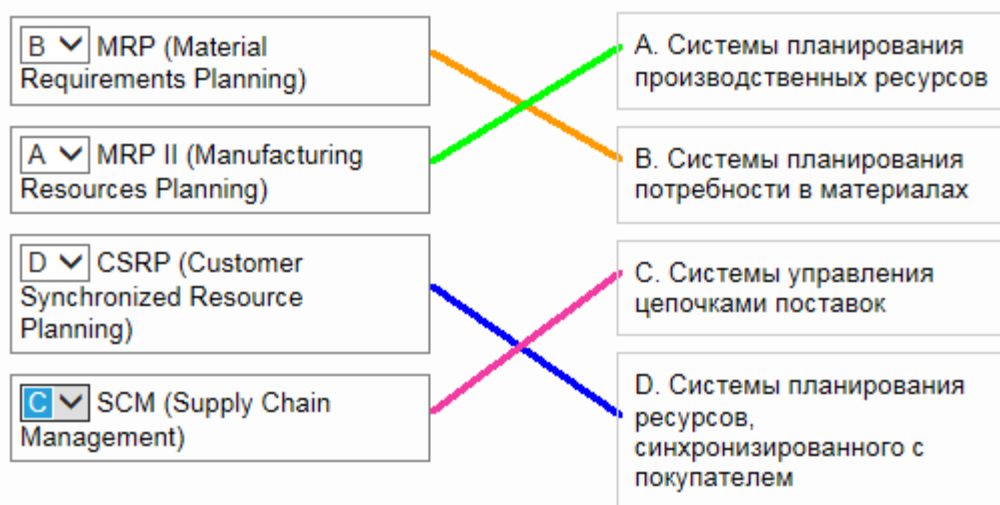 B MRP (Material
Requirements Planning)
A MRP II (Manufacturing
Resources Planning)
D CSRP (Customer
Synchronized Resource
Planning)
C SCM (Supply Chain
Management)
A. Системы планирования
производственных ресурсов
B. Системы планирования
потребности в материалах
C. Системы управления
цепочками поставок
D. Системы планирования
ресурсов,
синхронизированного с
покупателем